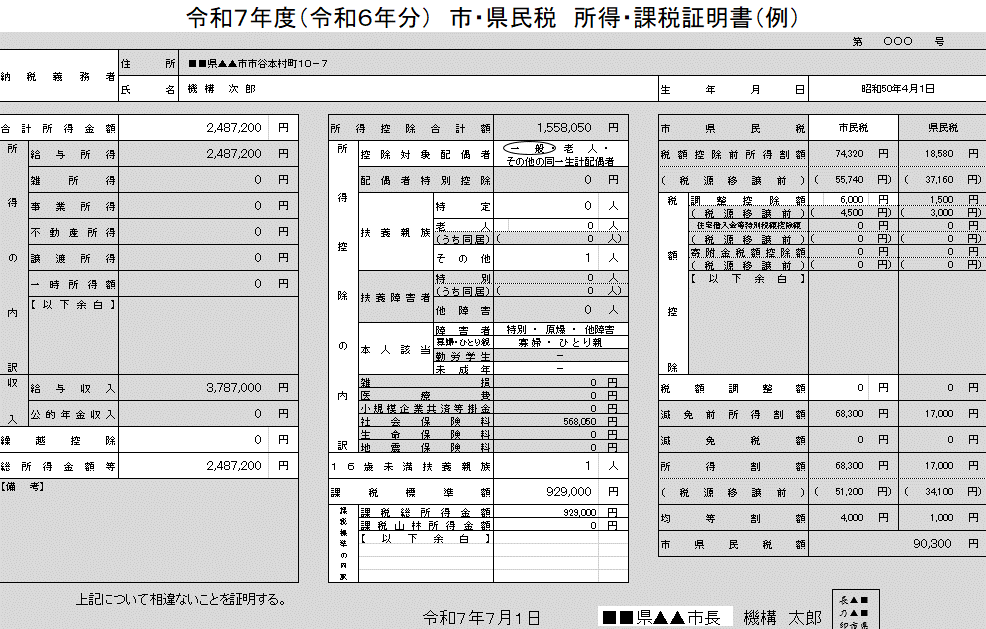 令和7年度（令和6年分）　市・県民税　所得・課税証明書（例）
第　○○○　号
納税義務者
住所　■■県▲▲市市谷本村町10－7
氏名　機構　次郎　生年月日　昭和50年4月1日
合計所得金額　2,487,200　円
所得の内訳
給与所得　2,487,200　円
雑所得　0　円
事業所得　0　円
不動産所得　0　円
譲渡所得　0　円
一時所得額　0　円
【以下余白】
収入
給与収入　3,787,000　円
公的年金収入　0　円
繰越控除　0　円
総所得金額等　2,487,200　円
【備考】
所得控除合計額　1,558,050　円
所得控除の内訳
控除対象配偶者　一般・老人・
その他の同一生計配偶者
配偶者特別控除　0　円
扶養親族
特定　0　人
老人　0　人
（うち同居）（　0　人）
その他　1　人
扶養障害者
特別　0　人
（うち同居）（　0　人）
他障害　0　人
本人該当
障害者　特別・原爆・他障害
寡婦・ひとり親　寡婦・ひとり親
勤労学生　－
未成年　－
雑損　0　円
医療費　0　円
小規模企業共済等掛金　0　円
社会保険料　568,050　円
生命保険料　0　円
地震保険料　0　円
16歳未満扶養親族　1　人
課税標準額　929,000　円
課税標準の内訳
課税総所得金額　929,000　円
課税山林所得金額　0　円
【以下余白】
市県民税　市民税　県民税
税額控除前所得割額　74,320　円　18,580　円
（税源移譲前）（　55,740　円）（　37,160　円）
税額控除
調整控除額　6,000　円　1,500　円
（税源移譲前）（　4,500　円）（　3,000　円）
住宅借入金等特別税額控除額　0　円　0　円
（税源移譲前）（　0　円）（　0　円）
寄附金税額控除額　0　円　0　円
（税源移譲前）（　0　円）（　0　円）
【以下余白】
税額調整額　0　円　0　円
減免前所得割額　68,300　円　17,000　円
減免税額　0　円　0　円
所得割額　68,300　円　17,000　円
（税源移譲前）（　51,200　円）（　34,100　円）
均等割額　4,000　円　1,000　円
市県民税額　90,300　円
上記について相違ないことを証明する。
令和7年7月1日　■■県▲▲市長　機構　太郎
長▲■
刀▲■
印市県